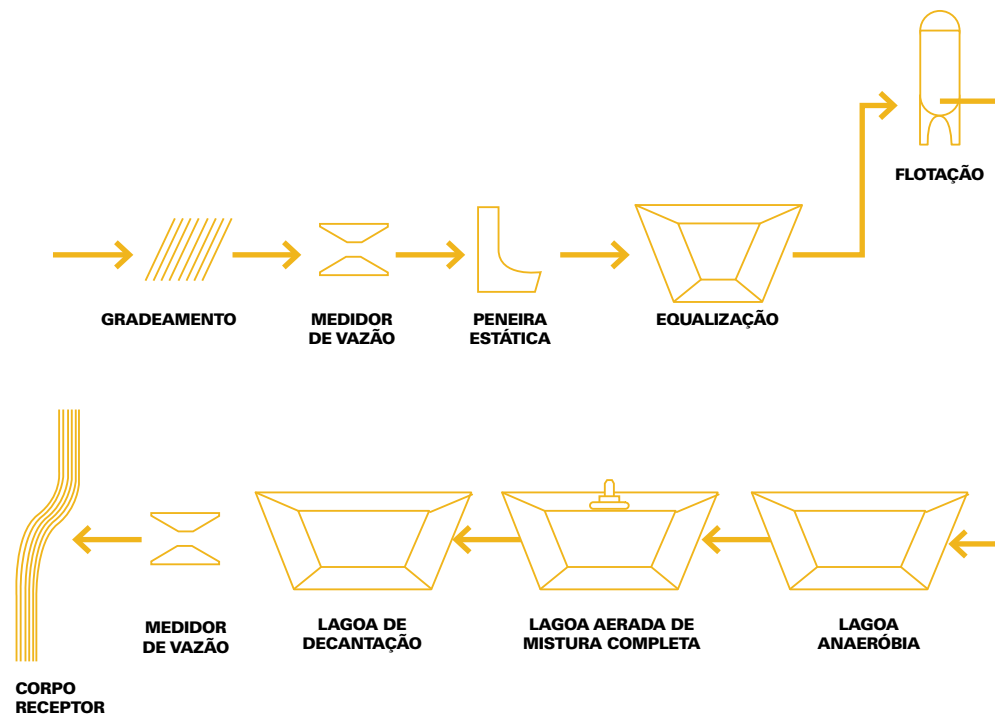 FLOTAÇÃO
GRADEAMENTO
MEDIDOR
DE VAZÃO
PENEIRA
ESTÁTICA
EQUALIZAÇÃO
MEDIDOR
DE VAZÃO
LAGOA DE
DECANTAÇÃO
LAGOA AERADA DE
MISTURA COMPLETA
LAGOA
ANAERÓBIA
CORPO
RECEPTOR